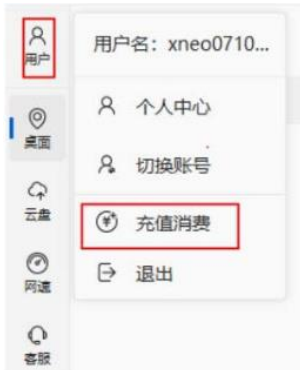 用户
用户名：xneo0710...
个人中心
桌面
切换账号
云盘
充值消费
网速
退出
客服